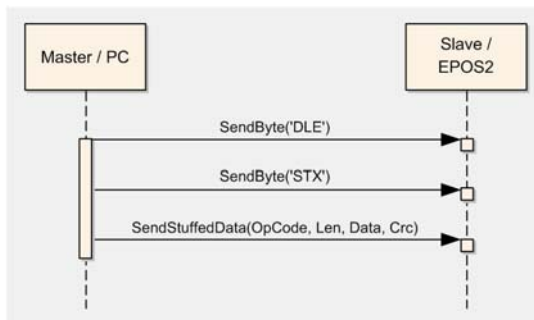 Master / PC
Slave /
EPOS2
SendByte('DLE')
SendByte('STX')
SendStuffedData(OpCode, Len, Data, Crc)